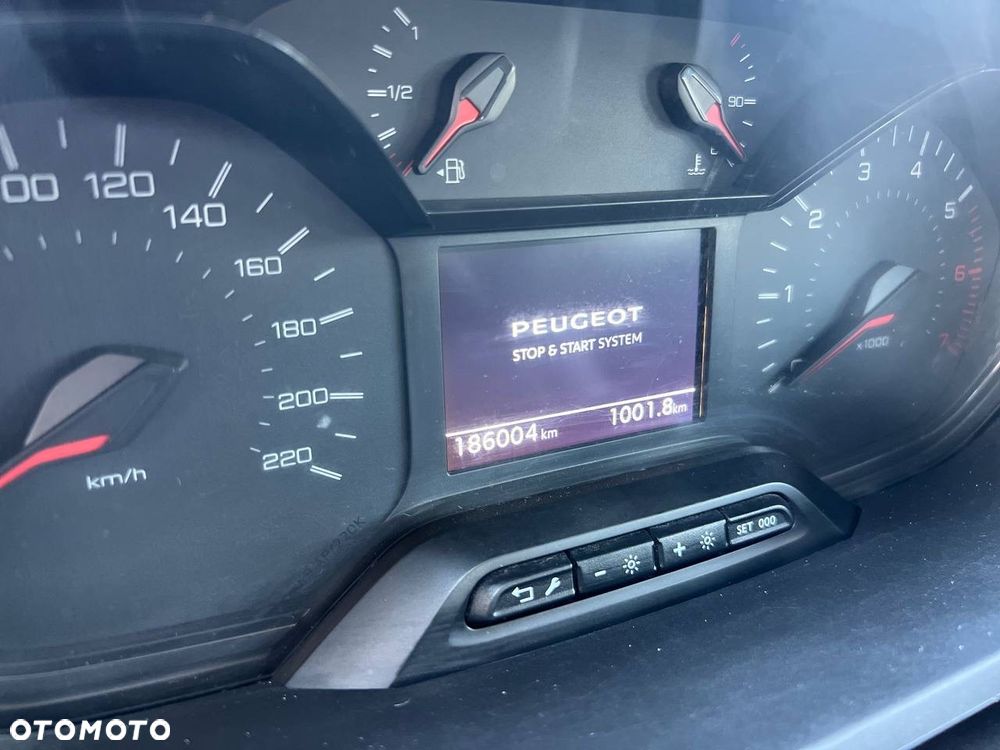 1
1/2
90
00 120
140
160
180
200
220
km/h
PEUGEOT
STOP & START SYSTEM
186004 km
1001.8 km
1
2
3
4
5
6
7
x1000
-
+
SET 000
OTOMOTO